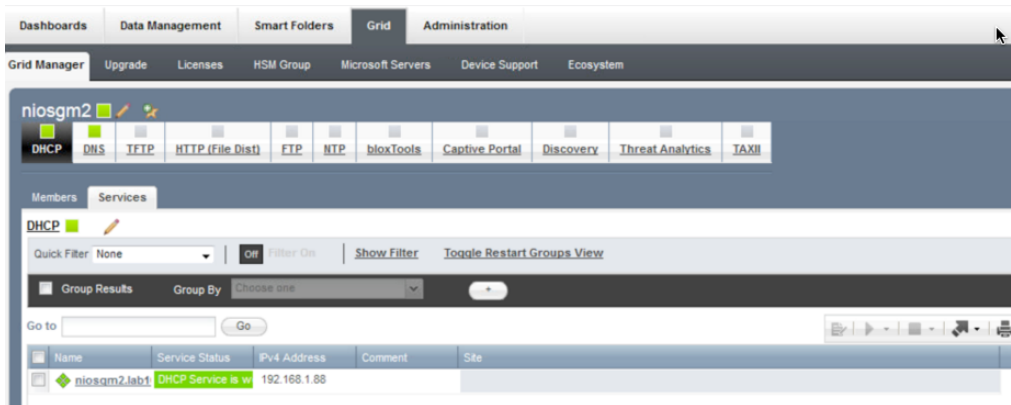 Dashboards Data Management Smart Folders Grid Administration
Grid Manager Upgrade Licenses HSM Group Microsoft Servers Device Support Ecosystem
niosgm2
DHCP DNS TFTP HTTP (File Dist) FTP NTP bloxTools Captive Portal Discovery Threat Analytics TAXII
Members Services
DHCP
Quick Filter None Off Filter On Show Filter Toggle Restart Groups View
Group Results Group By Choose one +
Go to Go
Name Service Status IPv4 Address Comment Site
niosgm2.lab1 DHCP Service is w 192.168.1.88